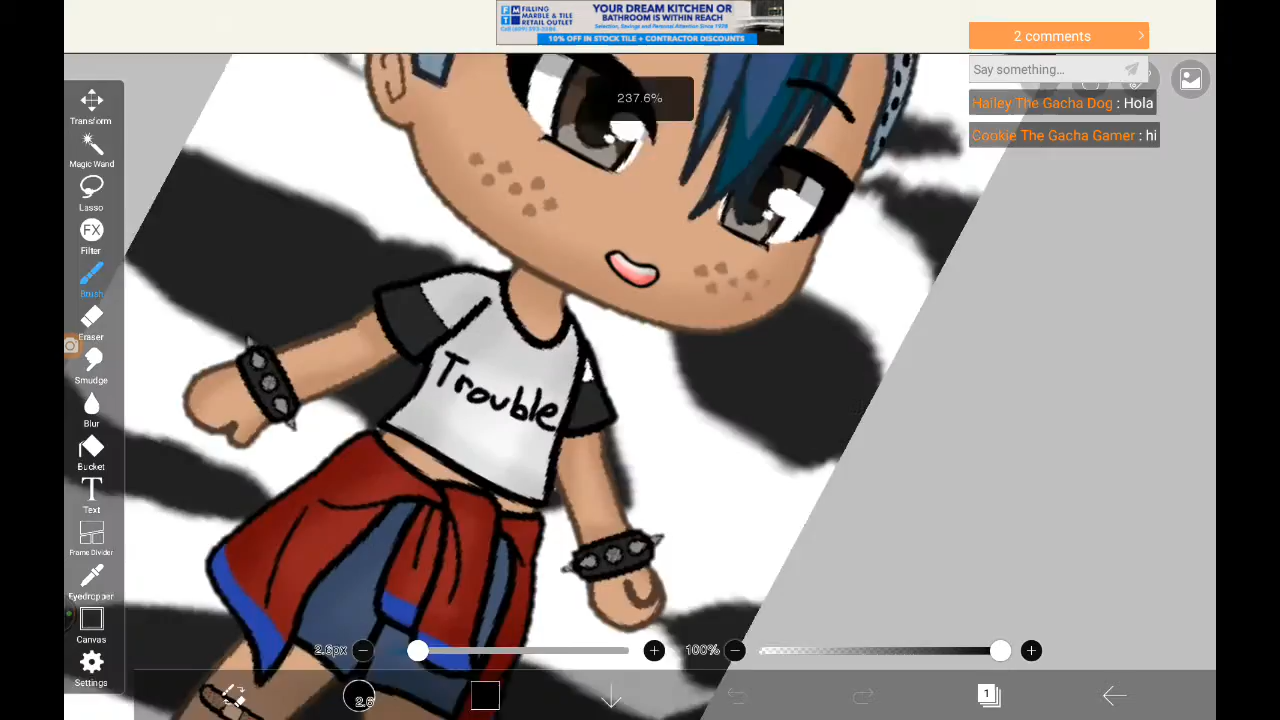 FILLING
MARBLE & TILE
RETAIL OUTLET
YOUR DREAM KITCHEN OR
BATHROOM IS WITHIN REACH
10% OFF IN STOCK TILE + CONTRACTOR DISCOUNTS
2 comments
Say something...
Hailey The Gacha Dog : Hola
Cookie The Gacha Gamer : hi
237.6%
Transform
Magic Wand
Lasso
FX
Filter
Brush
Eraser
Smudge
Blur
Bucket
T
Text
Frame Divider
Eyedropper
Canvas
Settings
Trouble
2.6px
100%
2.6
1